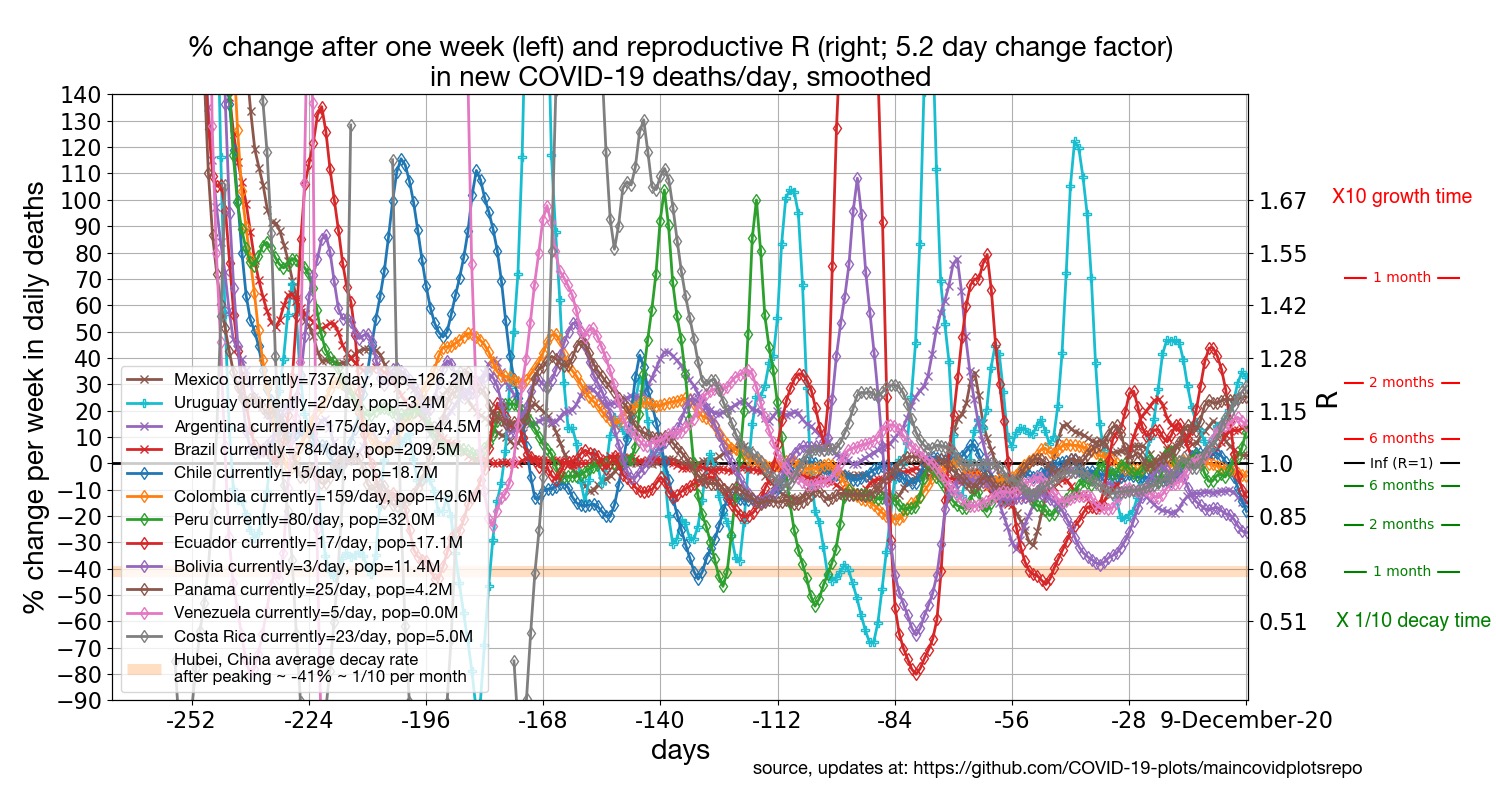 % change after one week (left) and reproductive R (right; 5.2 day change factor)
in new COVID-19 deaths/day, smoothed
% change per week in daily deaths
140
130
120
110
100
90
80
70
60
50
40
30
20
10
0
−10
−20
−30
−40
−50
−60
−70
−80
−90
Mexico currently=737/day, pop=126.2M
Uruguay currently=2/day, pop=3.4M
Argentina currently=175/day, pop=44.5M
Brazil currently=784/day, pop=209.5M
Chile currently=15/day, pop=18.7M
Colombia currently=159/day, pop=49.6M
Peru currently=80/day, pop=32.0M
Ecuador currently=17/day, pop=17.1M
Bolivia currently=3/day, pop=11.4M
Panama currently=25/day, pop=4.2M
Venezuela currently=5/day, pop=0.0M
Costa Rica currently=23/day, pop=5.0M
Hubei, China average decay rate
after peaking ~ -41% ~ 1/10 per month
-252 -224 -196 -168 -140 -112 -84 -56 -28 9-December-20
days
1.67
1.55
1.42
1.28
1.15
1.0
0.85
0.68
0.51
R
X10 growth time
1 month
2 months
6 months
Inf (R=1)
6 months
2 months
1 month
X 1/10 decay time
source, updates at: https://github.com/COVID-19-plots/maincovidplotsrepo